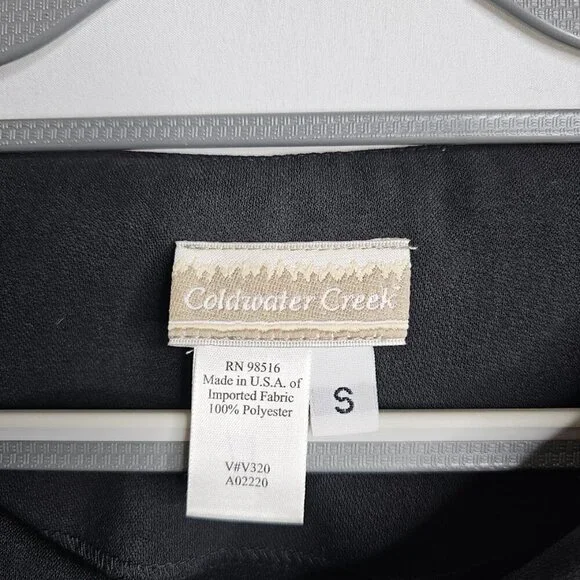 Coldwater Creek
RN 98516
Made in U.S.A. of
Imported Fabric
100% Polyester
S
V#V320
A02220